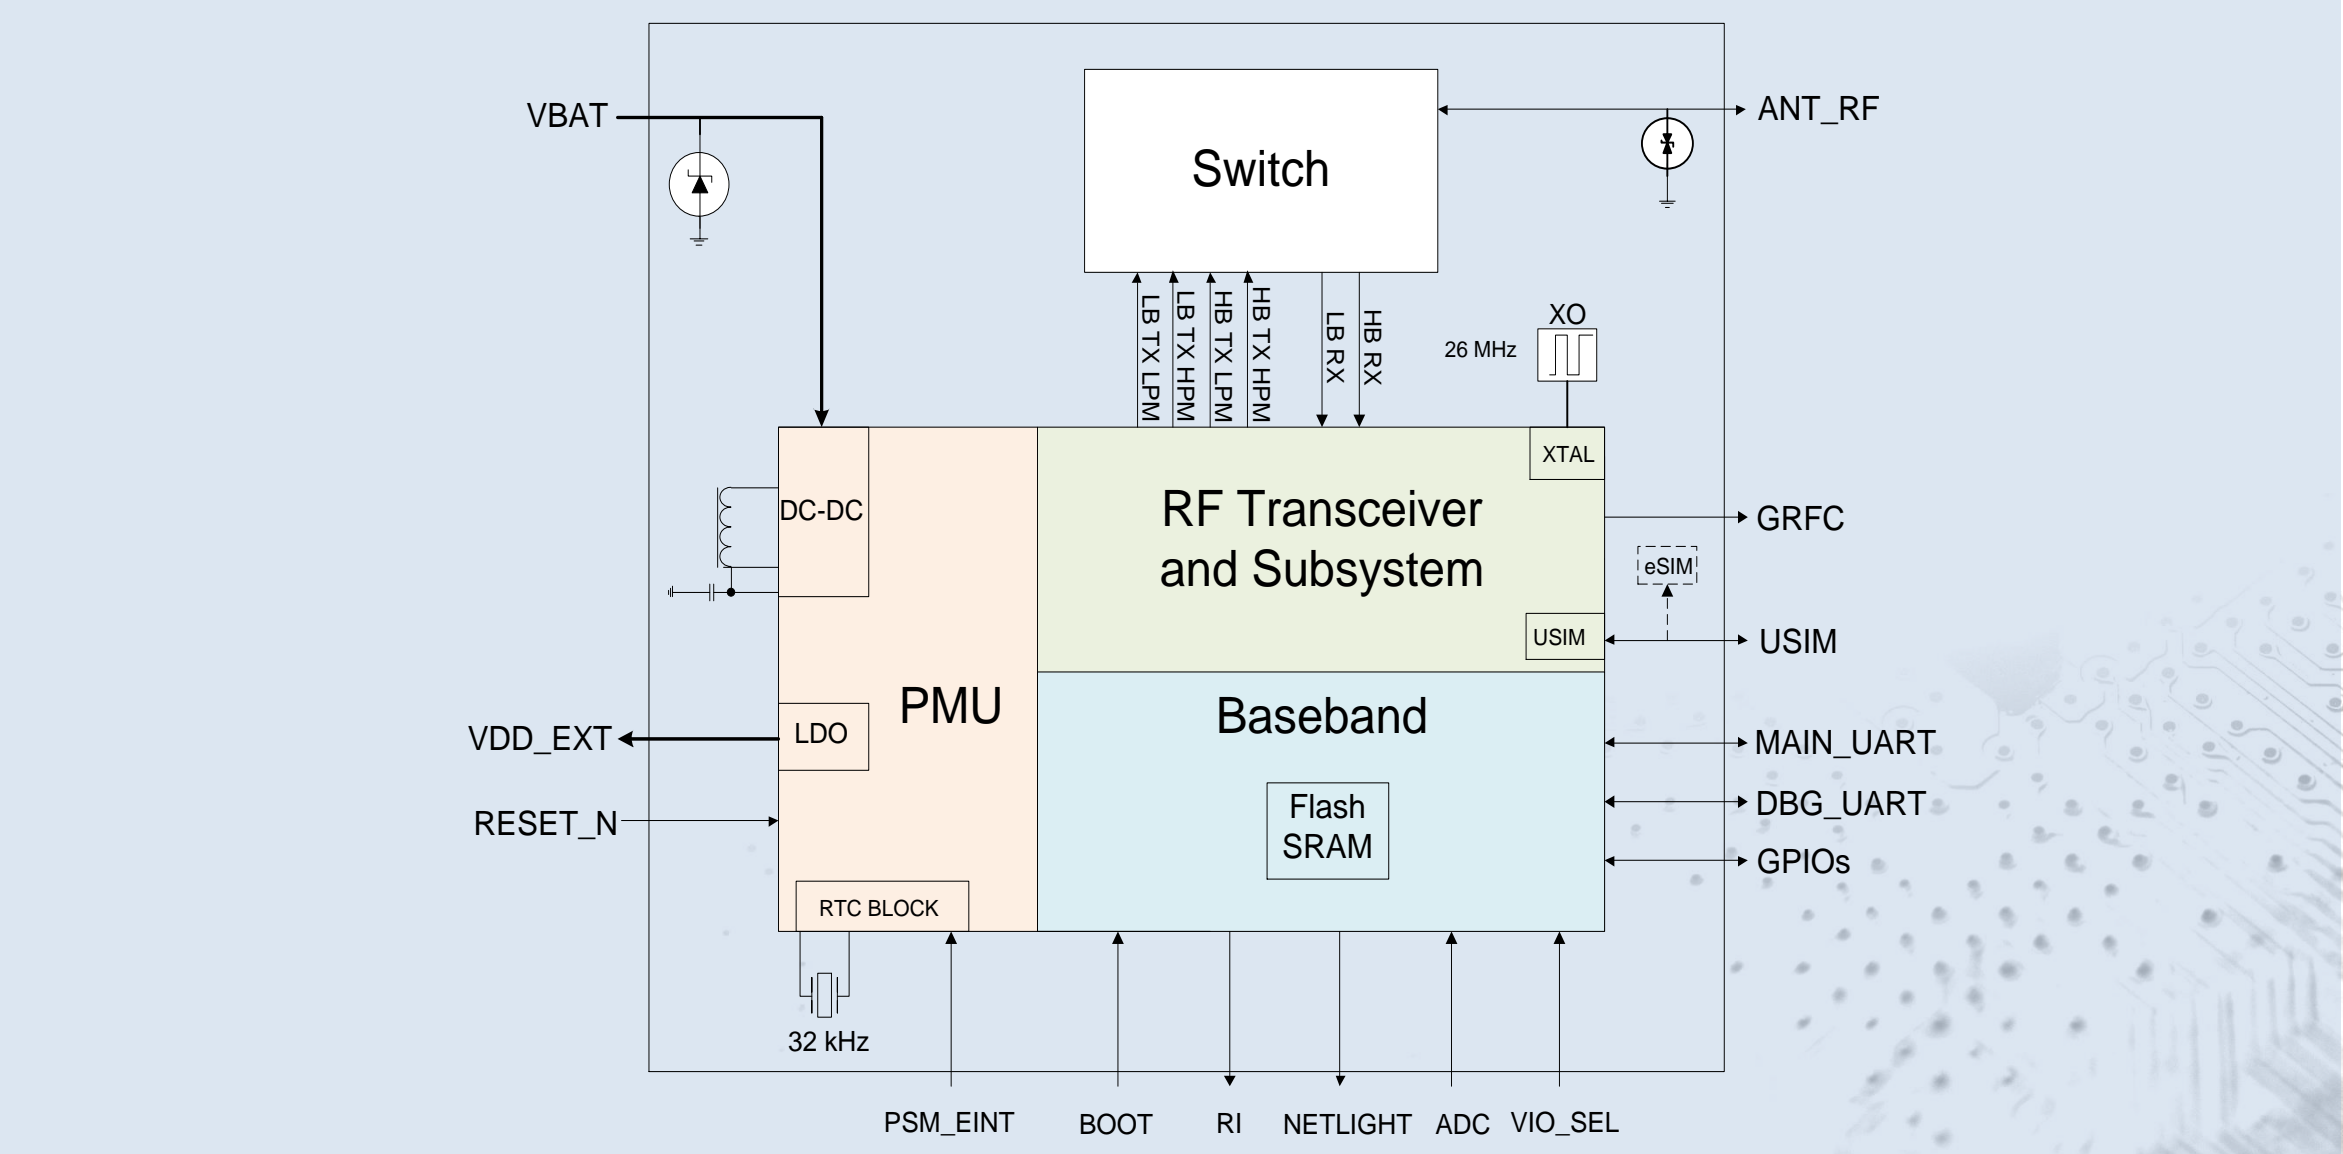 VBAT
ANT_RF
Switch
LB TX LPM
LB TX HPM
HB TX LPM
HB TX HPM
LB RX
HB RX
XO
26 MHz
XTAL
DC-DC
RF Transceiver
and Subsystem
GRFC
eSIM
USIM
USIM
PMU
Baseband
LDO
VDD_EXT
MAIN_UART
Flash
SRAM
DBG_UART
RESET_N
GPIOs
RTC BLOCK
32 kHz
PSM_EINT
BOOT
RI
NETLIGHT
ADC
VIO_SEL